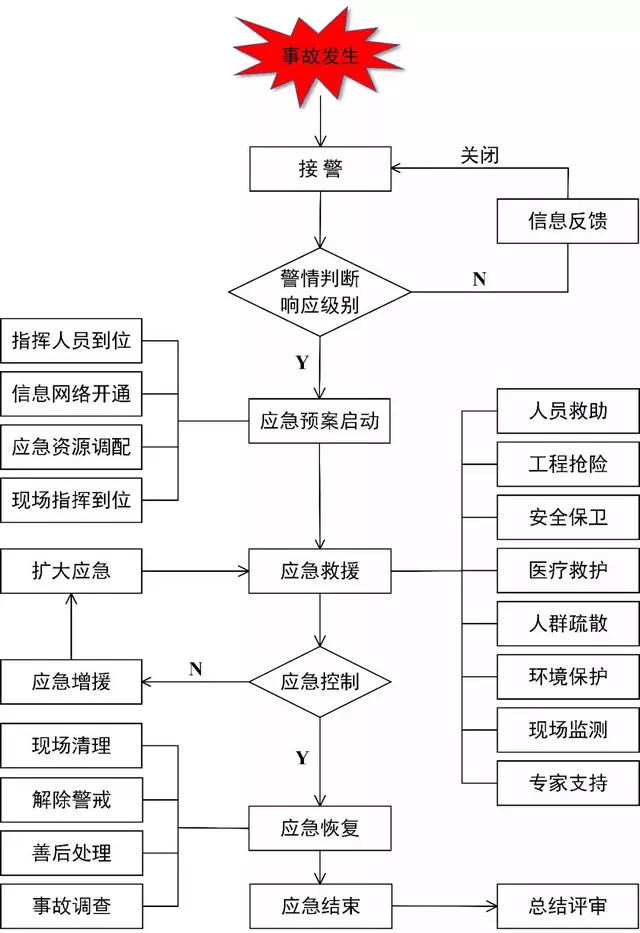 事故发生
接警
关闭
信息反馈
警情判断
响应级别
N
Y
指挥人员到位
信息网络开通
应急资源调配
现场指挥到位
应急预案启动
人员救助
工程抢险
安全保卫
医疗救护
人群疏散
环境保护
现场监测
专家支持
扩大应急
应急救援
应急增援
N
应急控制
Y
现场清理
解除警戒
善后处理
事故调查
应急恢复
应急结束
总结评审